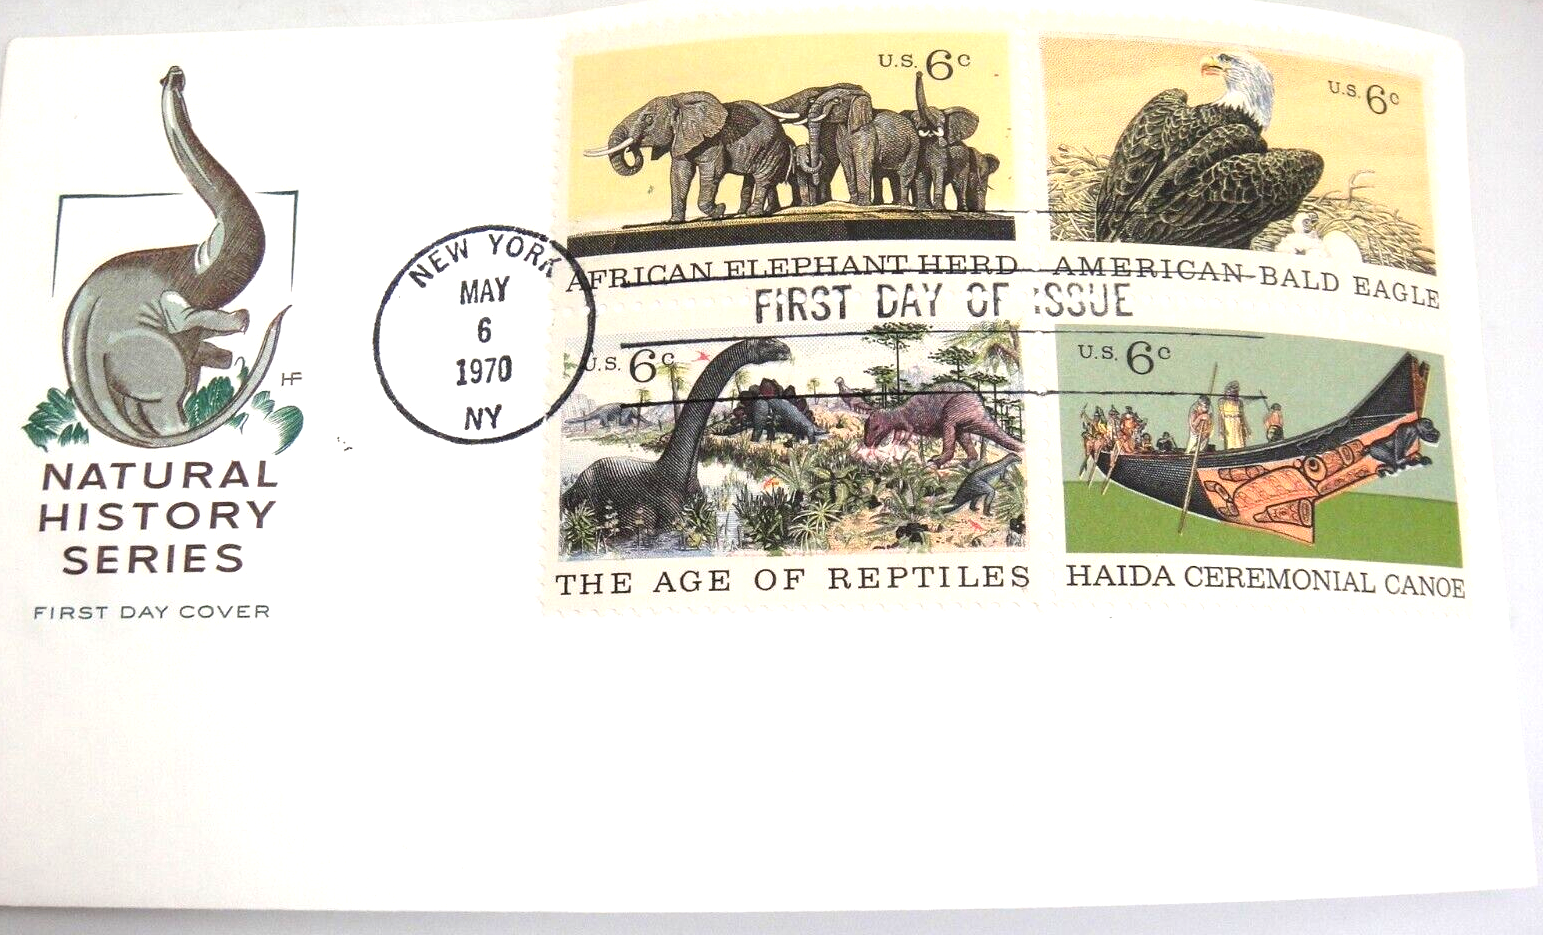 U.S. 6c
U.S. 6c
AFRICAN ELEPHANT HERD
AMERICAN BALD EAGLE
NEW YORK
MAY
6
1970
NY
FIRST DAY OF ISSUE
U.S. 6c
U.S. 6c
THE AGE OF REPTILES
HAIDA CEREMONIAL CANOE
HF
NATURAL
HISTORY
SERIES
FIRST DAY COVER